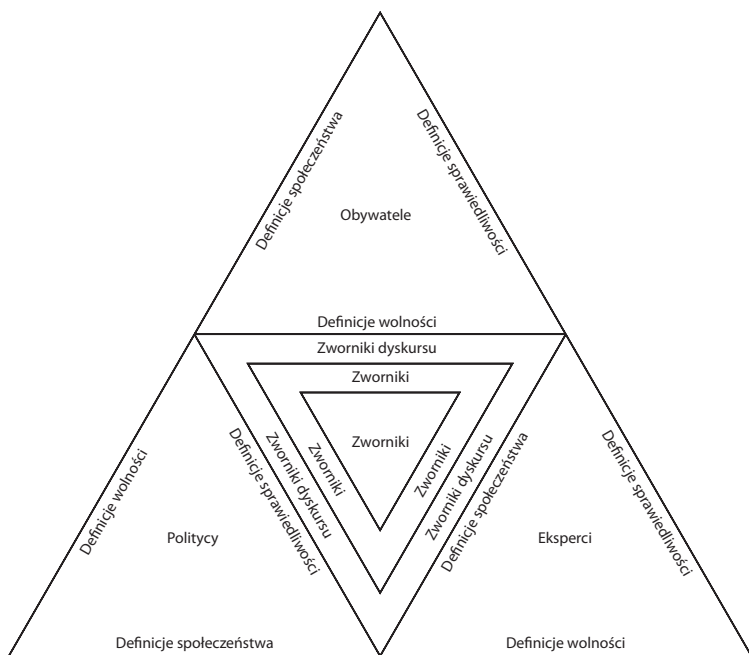 Definicje społeczeństwa
Definicje sprawiedliwości
Obywatele
Definicje wolności
Zworniki dyskursu
Zworniki
Zworniki
Definicje wolności
Definicje sprawiedliwości
Zworniki dyskursu
Zworniki
Zworniki
Zworniki dyskursu
Definicje społeczeństwa
Definicje sprawiedliwości
Politycy
Eksperci
Definicje społeczeństwa
Definicje wolności